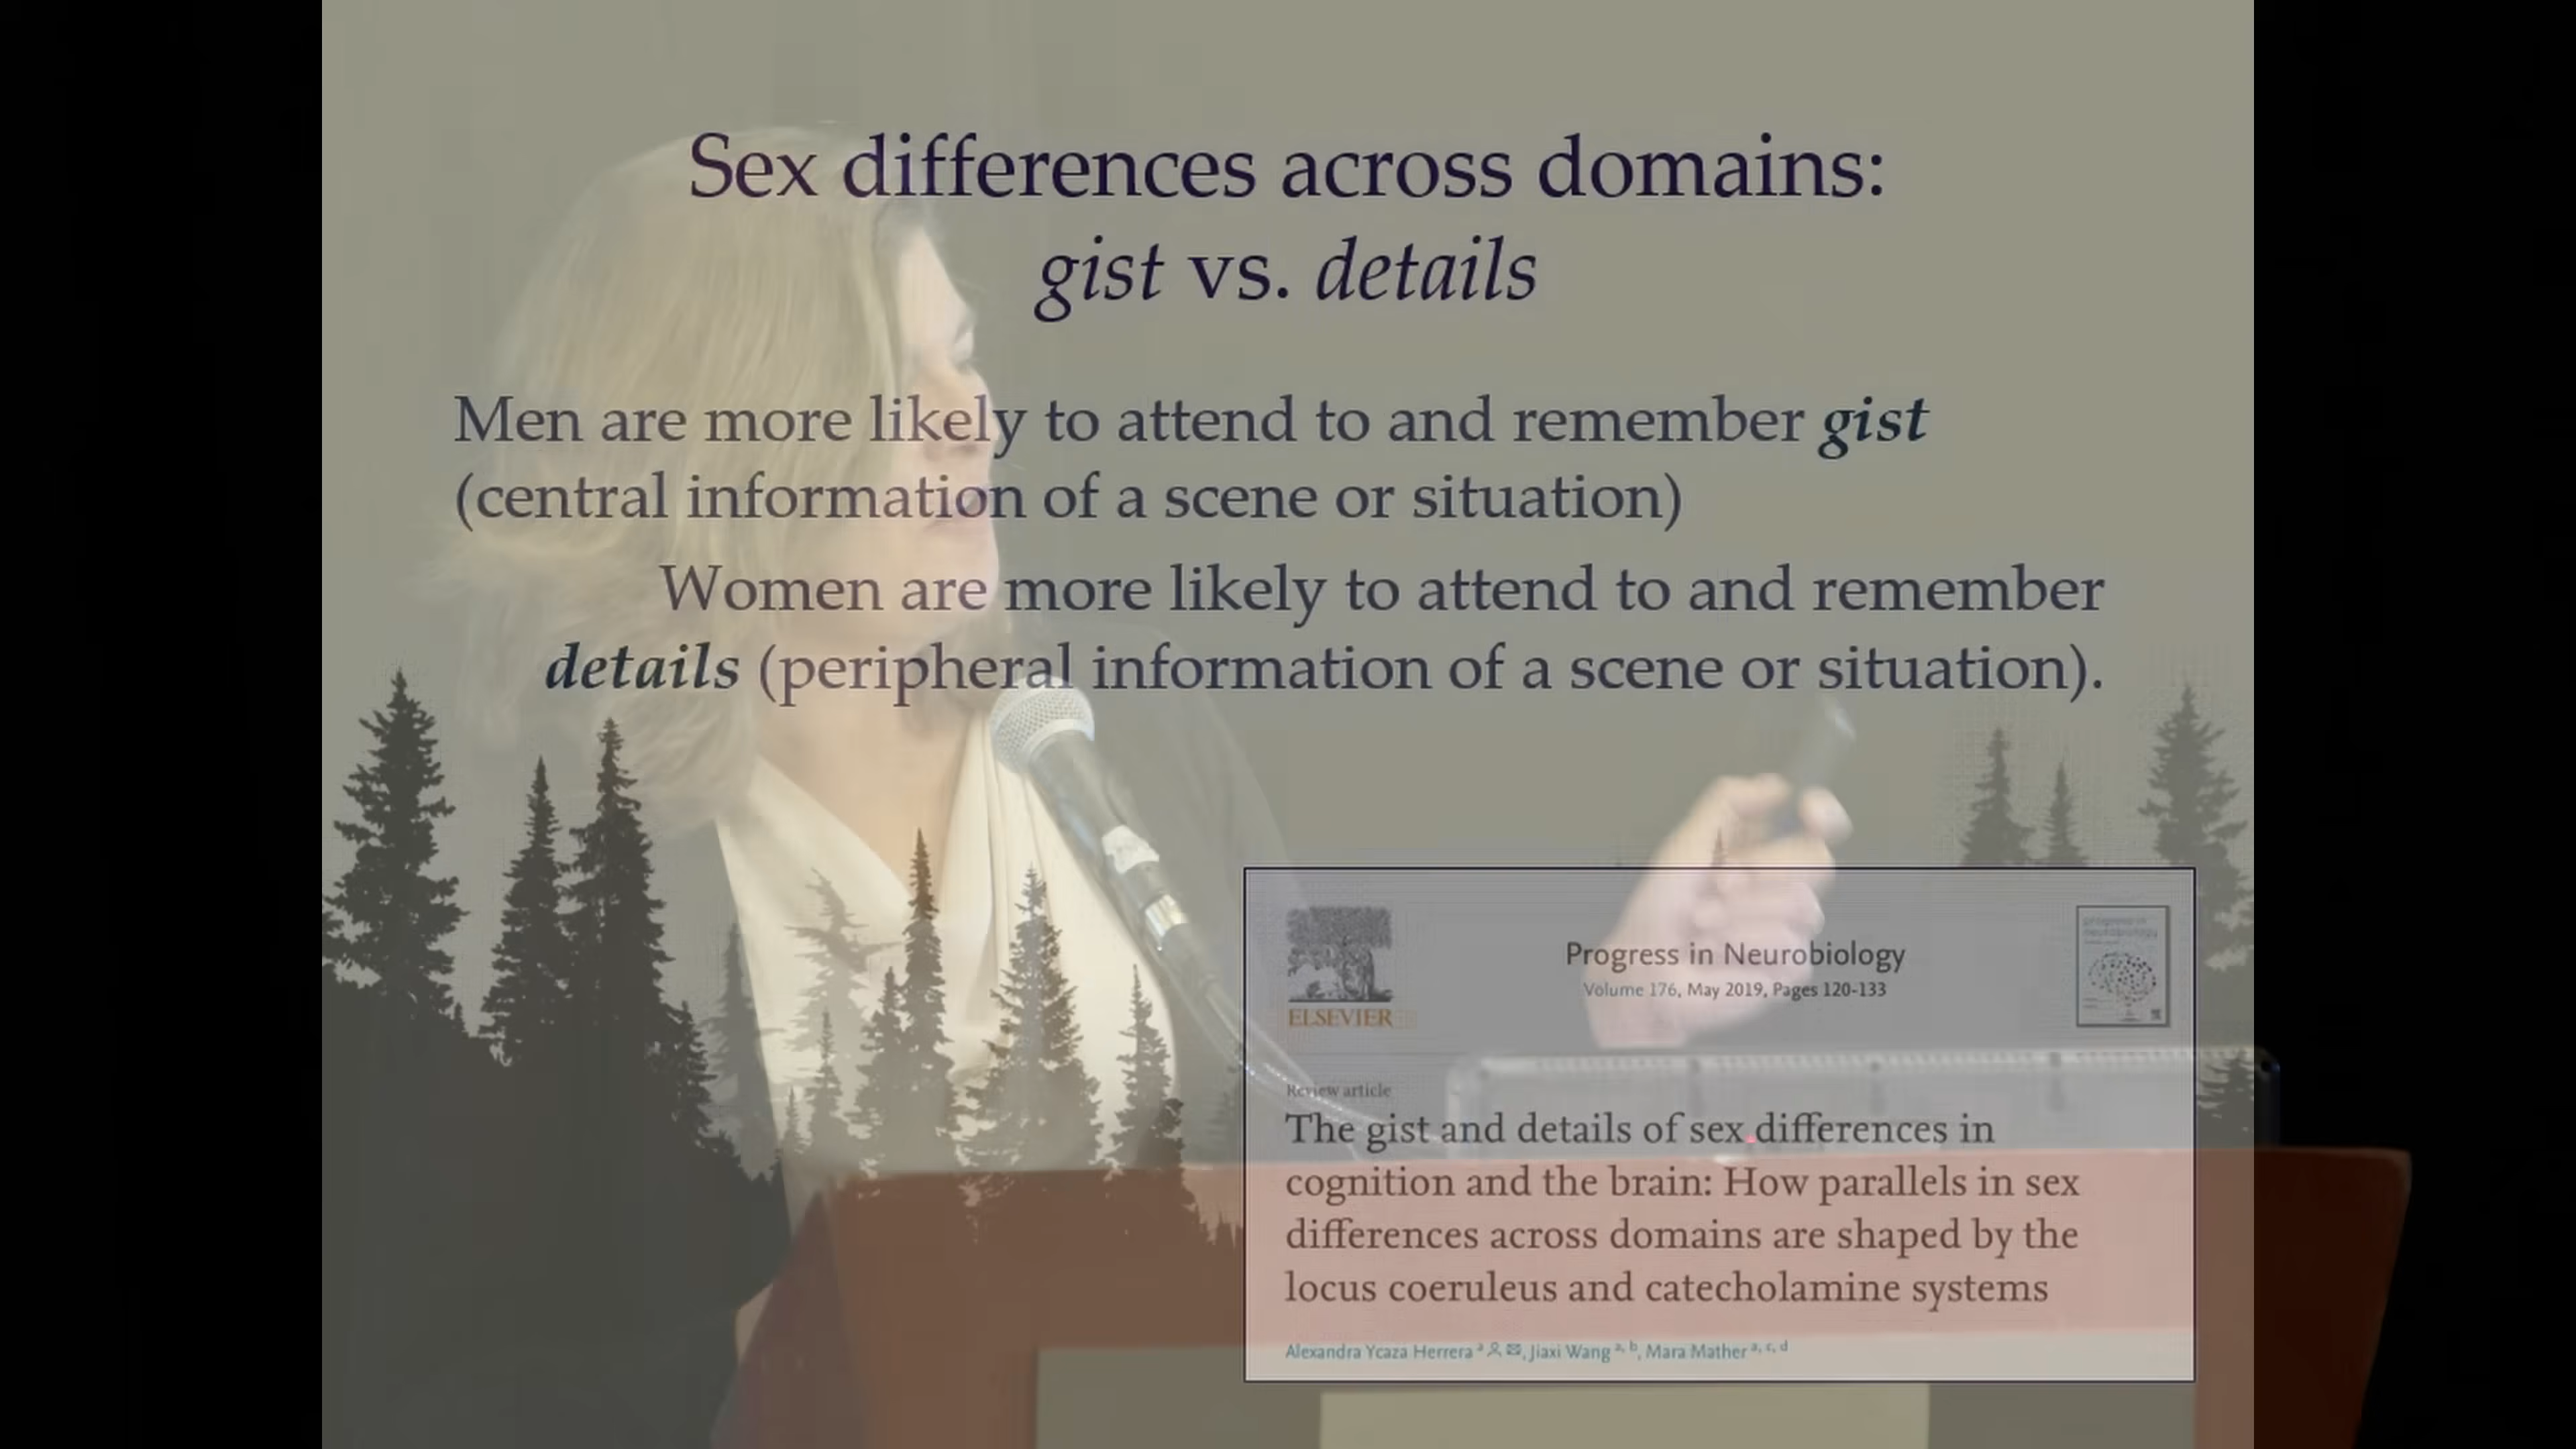 Sex differences across domains:
gist vs. details
Men are more likely to attend to and remember gist
(central information of a scene or situation)
Women are more likely to attend to and remember
details (peripheral information of a scene or situation).
ELSEVIER
Progress in Neurobiology
Volume 176, May 2019, Pages 120-133
Review article
The gist and details of sex differences in
cognition and the brain: How parallels in sex
differences across domains are shaped by the
locus coeruleus and catecholamine systems
Alexandra Ycaza Herrera a, Jiaxi Wang a, b, Mara Mather a, c, d